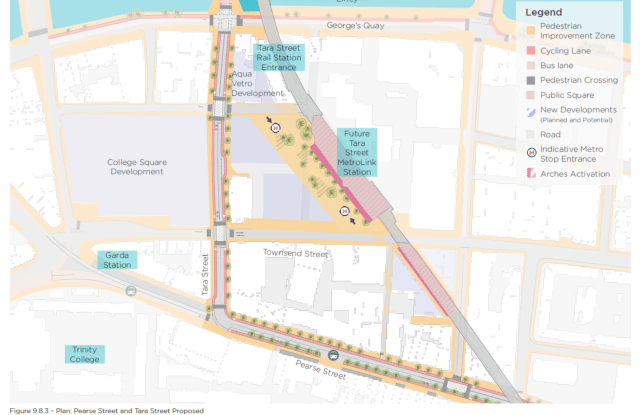 Liffey
George's Quay
Tara Street
Rail Station
Entrance
Aqua
Vetro
Development
Future
Tara
Street
MetroLink
Station
College Square
Development
Garda
Station
Tara Street
Townsend Street
Trinity
College
Pearse Street
Legend
Pedestrian
Improvement Zone
Cycling Lane
Bus lane
Pedestrian Crossing
Public Square
New Developments
(Planned and Potential)
Road
Indicative Metro
Stop Entrance
Arches Activation
Figure 9.8.3 - Plan: Pearse Street and Tara Street Proposed